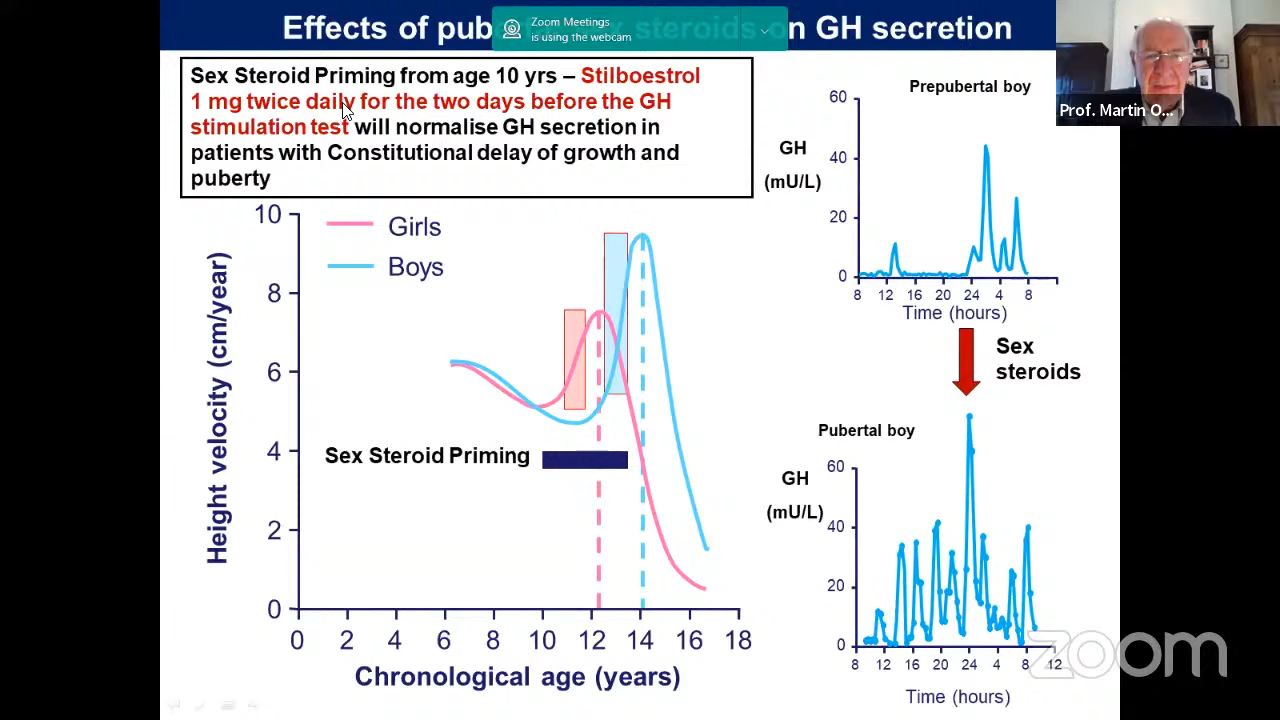 Effects of pub
steroids on GH secretion
Zoom Meetings
is using the webcam
Prof. Martin O...
Sex Steroid Priming from age 10 yrs – Stilboestrol
1 mg twice daily for the two days before the GH
stimulation test will normalise GH secretion in
patients with Constitutional delay of growth and
puberty
Height velocity (cm/year)
10
8
6
4
2
0
Girls
Boys
Sex Steroid Priming
0 2 4 6 8 10 12 14 16 18
Chronological age (years)
Prepubertal boy
GH
(mU/L)
60
40
20
0
8 12 16 20 24 4 8
Time (hours)
Sex
steroids
Pubertal boy
GH
(mU/L)
60
40
20
0
8 12 16 20 24 4 8 12
Time (hours)
zoom